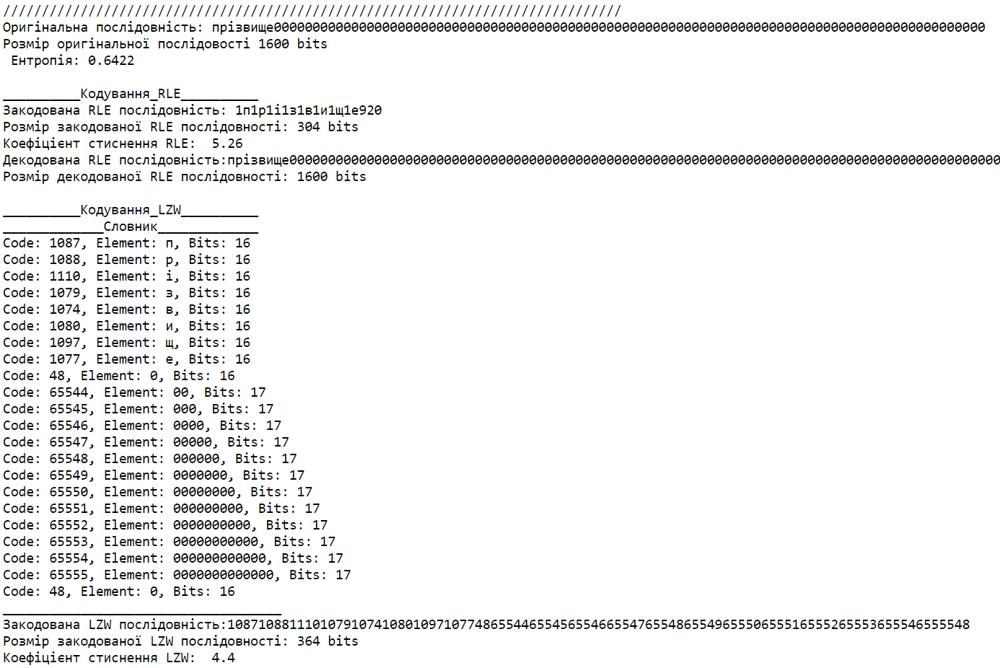 ////////////////////////////////////////////////////////////////////////////////
Оригінальна послідовність: прізвище00000000000000000000000000000000000000000000000000000000000000000000000000000000000000000000
Розмір оригінальної послідовості 1600 bits
Ентропія: 0.6422
__________Кодування_RLE__________
Закодована RLE послідовність: 1п1р1і1з1в1и1щ1е920
Розмір закодованої RLE послідовності: 304 bits
Коефіцієнт стиснення RLE:  5.26
Декодована RLE послідовність:прізвище00000000000000000000000000000000000000000000000000000000000000000000000000000000000000000000
Розмір декодованої RLE послідовності: 1600 bits
__________Кодування_LZW__________
_____________Словник_____________
Code: 1087, Element: п, Bits: 16
Code: 1088, Element: р, Bits: 16
Code: 1110, Element: і, Bits: 16
Code: 1079, Element: з, Bits: 16
Code: 1074, Element: в, Bits: 16
Code: 1080, Element: и, Bits: 16
Code: 1097, Element: щ, Bits: 16
Code: 1077, Element: е, Bits: 16
Code: 48, Element: 0, Bits: 16
Code: 65544, Element: 00, Bits: 17
Code: 65545, Element: 000, Bits: 17
Code: 65546, Element: 0000, Bits: 17
Code: 65547, Element: 00000, Bits: 17
Code: 65548, Element: 000000, Bits: 17
Code: 65549, Element: 0000000, Bits: 17
Code: 65550, Element: 00000000, Bits: 17
Code: 65551, Element: 000000000, Bits: 17
Code: 65552, Element: 0000000000, Bits: 17
Code: 65553, Element: 00000000000, Bits: 17
Code: 65554, Element: 000000000000, Bits: 17
Code: 65555, Element: 0000000000000, Bits: 17
Code: 48, Element: 0, Bits: 16
____________________________________
Закодована LZW послідовність:108710881110107910741080109710774865544655456554665547655486554965550655516555265553655546555548
Розмір закодованої LZW послідовності: 364 bits
Коефіцієнт стиснення LZW:  4.4